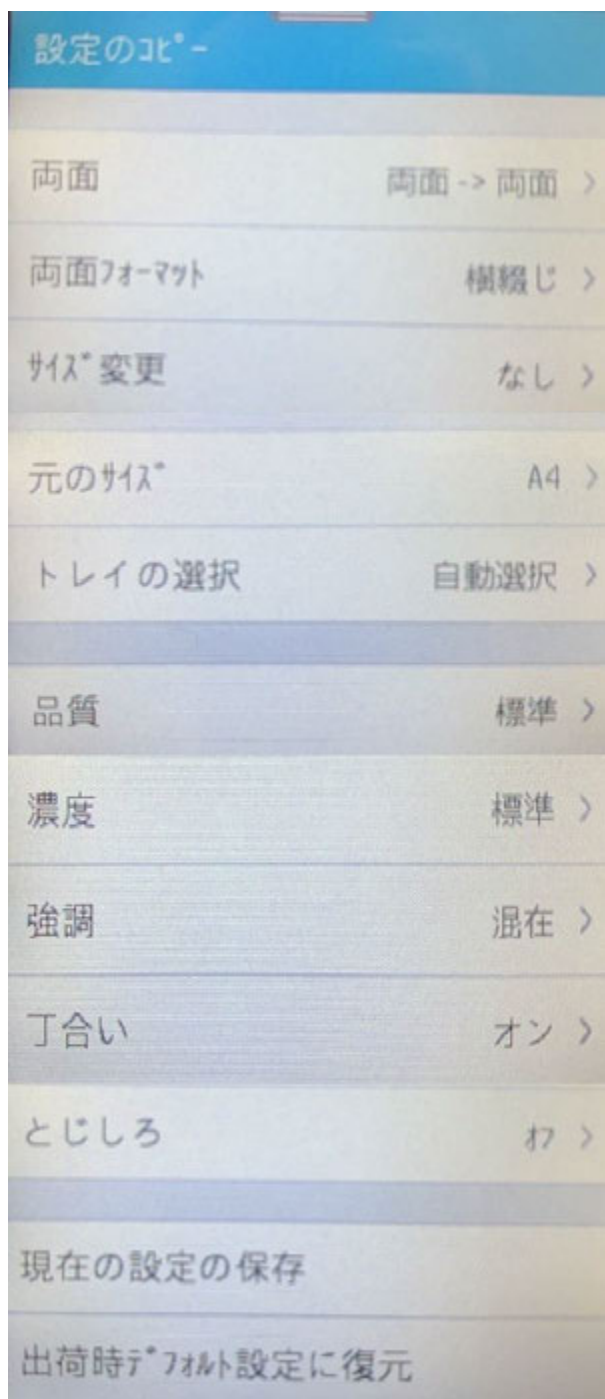 設定のｺﾋﾟｰ
両面 両面 -> 両面 >
両面ﾌｫｰﾏｯﾄ 横綴じ >
ｻｲｽﾞ変更 なし >
元のｻｲｽﾞ A4 >
トレイの選択 自動選択 >
品質 標準 >
濃度 標準 >
強調 混在 >
丁合い オン >
とじしろ ｵﾌ >
現在の設定の保存
出荷時ﾃﾞﾌｫﾙﾄ設定に復元